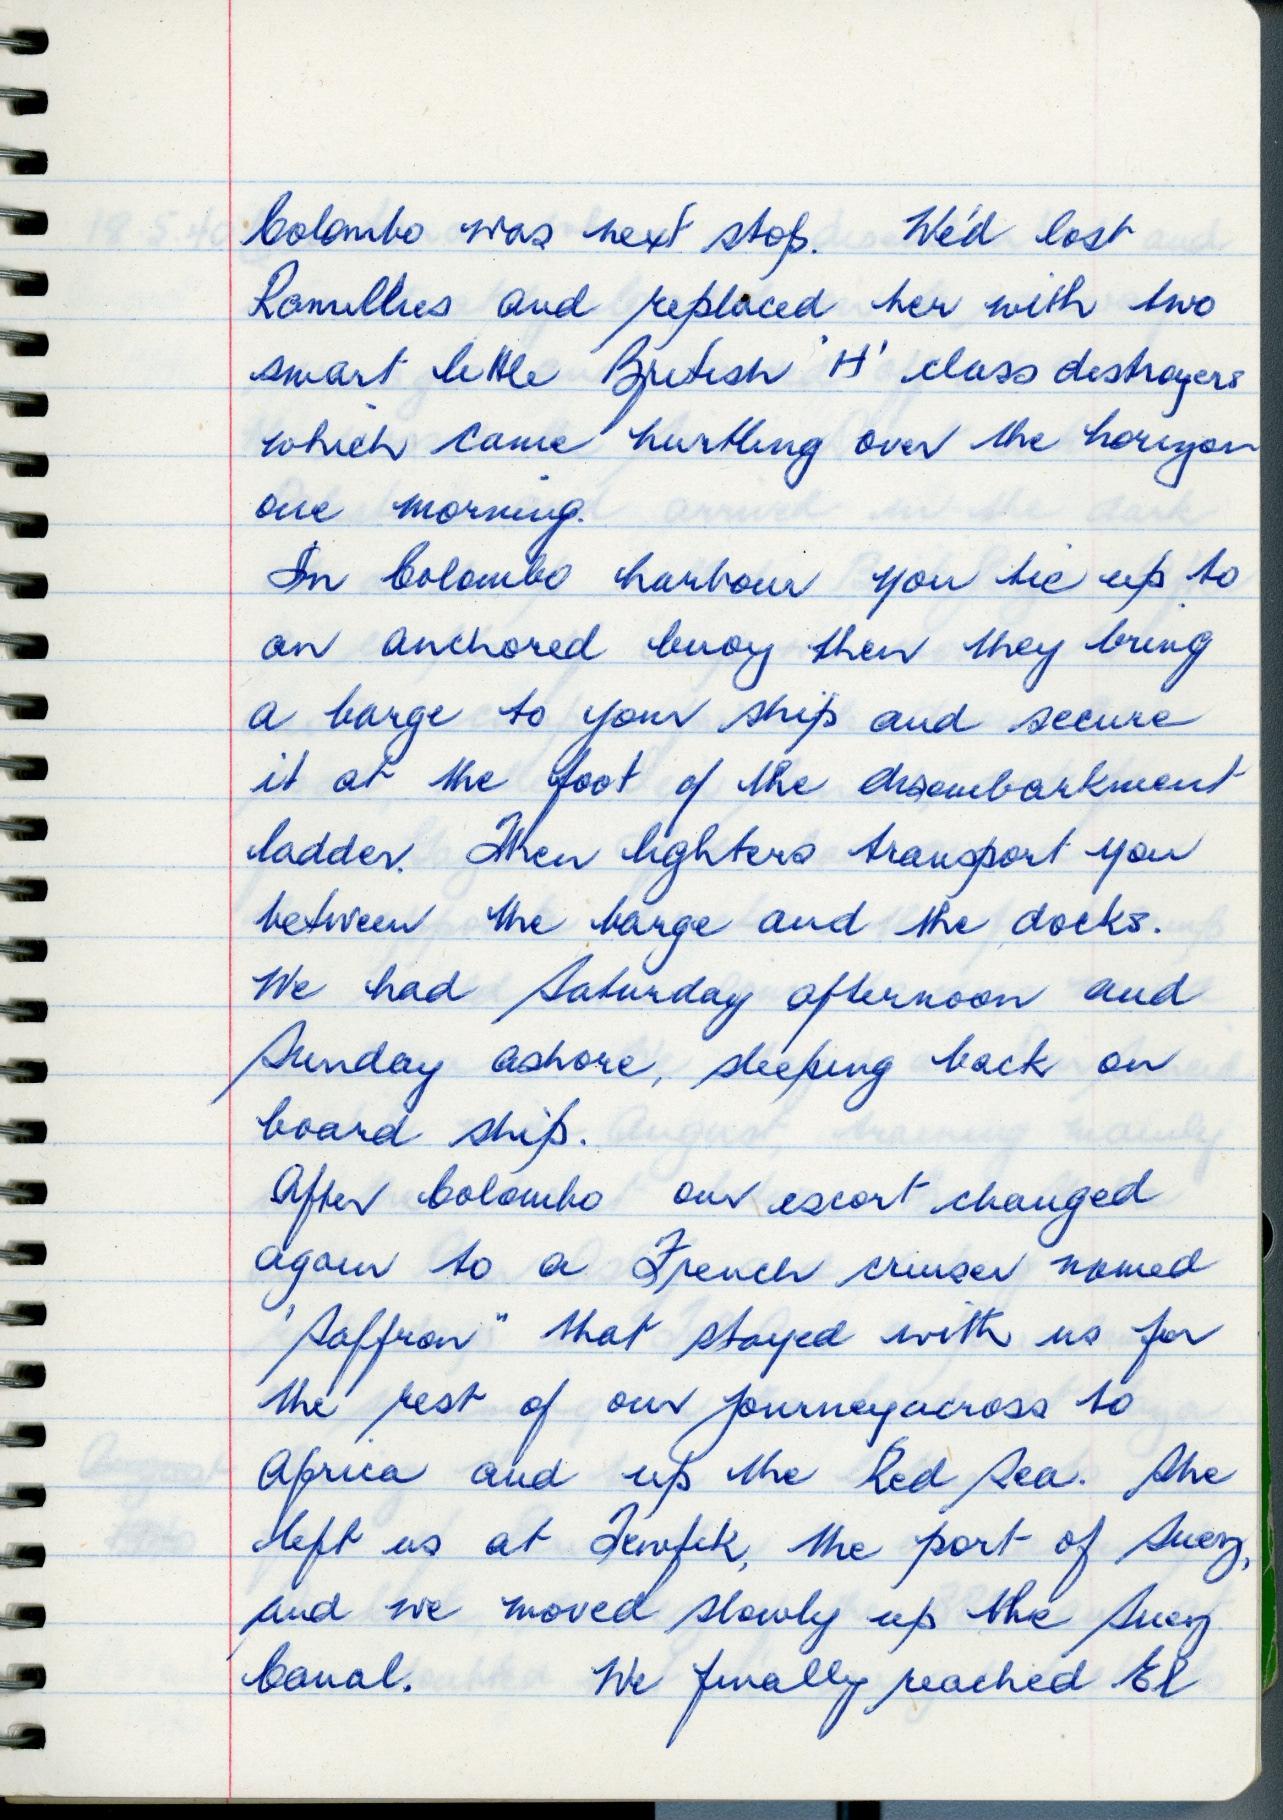 Colombo was next stop. We'd lost
Ramillies and replaced her with two
smart little British 'H' class destroyers
which came hurtling over the horizon
one morning.
In Colombo harbour you tie up to
an anchored buoy then they bring
a barge to your ship and secure
it at the foot of the disembarkment
ladder. Then lighters transport you
between the barge and the docks.
We had Saturday afternoon and
Sunday ashore, sleeping back on
board ship.
After Colombo our escort changed
again to a French cruiser named
'Saffron" that stayed with us for
the rest of our journey across to
Africa and up the Red Sea. She
left us at Tewfik, the port of Suez,
and we moved slowly up the Suez
Canal. We finally reached El